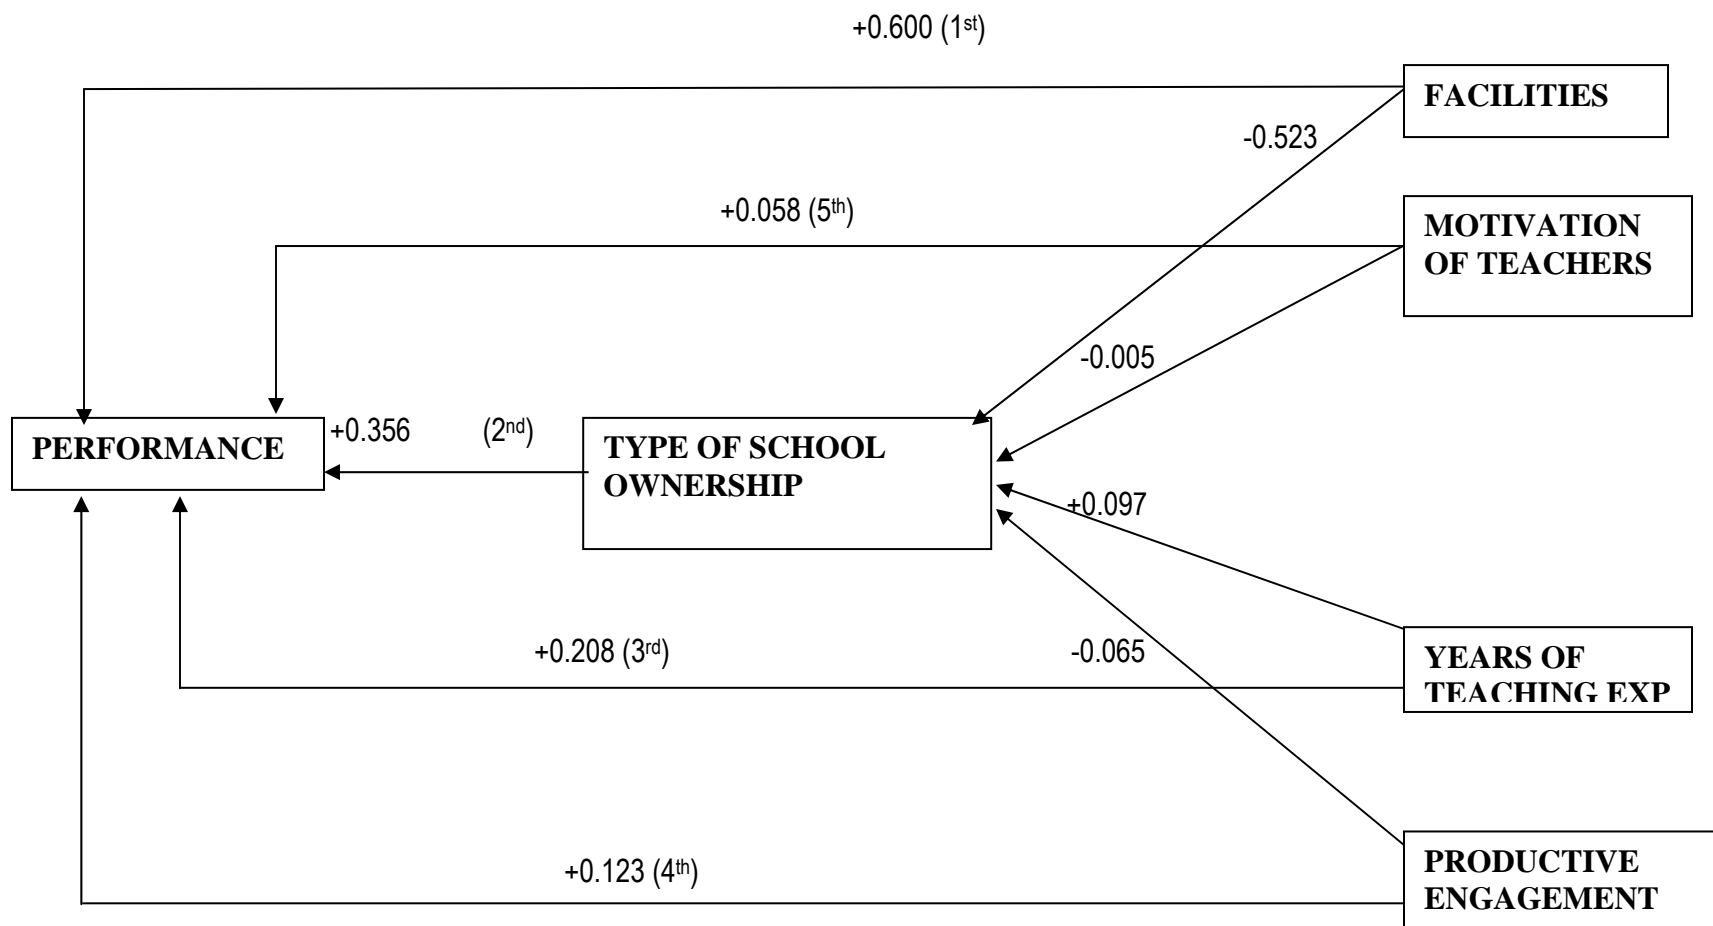 +0.600 (1st)
FACILITIES
-0.523
+0.058 (5th)
MOTIVATION
OF TEACHERS
-0.005
PERFORMANCE
+0.356 (2nd)
TYPE OF SCHOOL
OWNERSHIP
+0.097
+0.208 (3rd)
-0.065
YEARS OF
TEACHING EXP
+0.123 (4th)
PRODUCTIVE
ENGAGEMENT